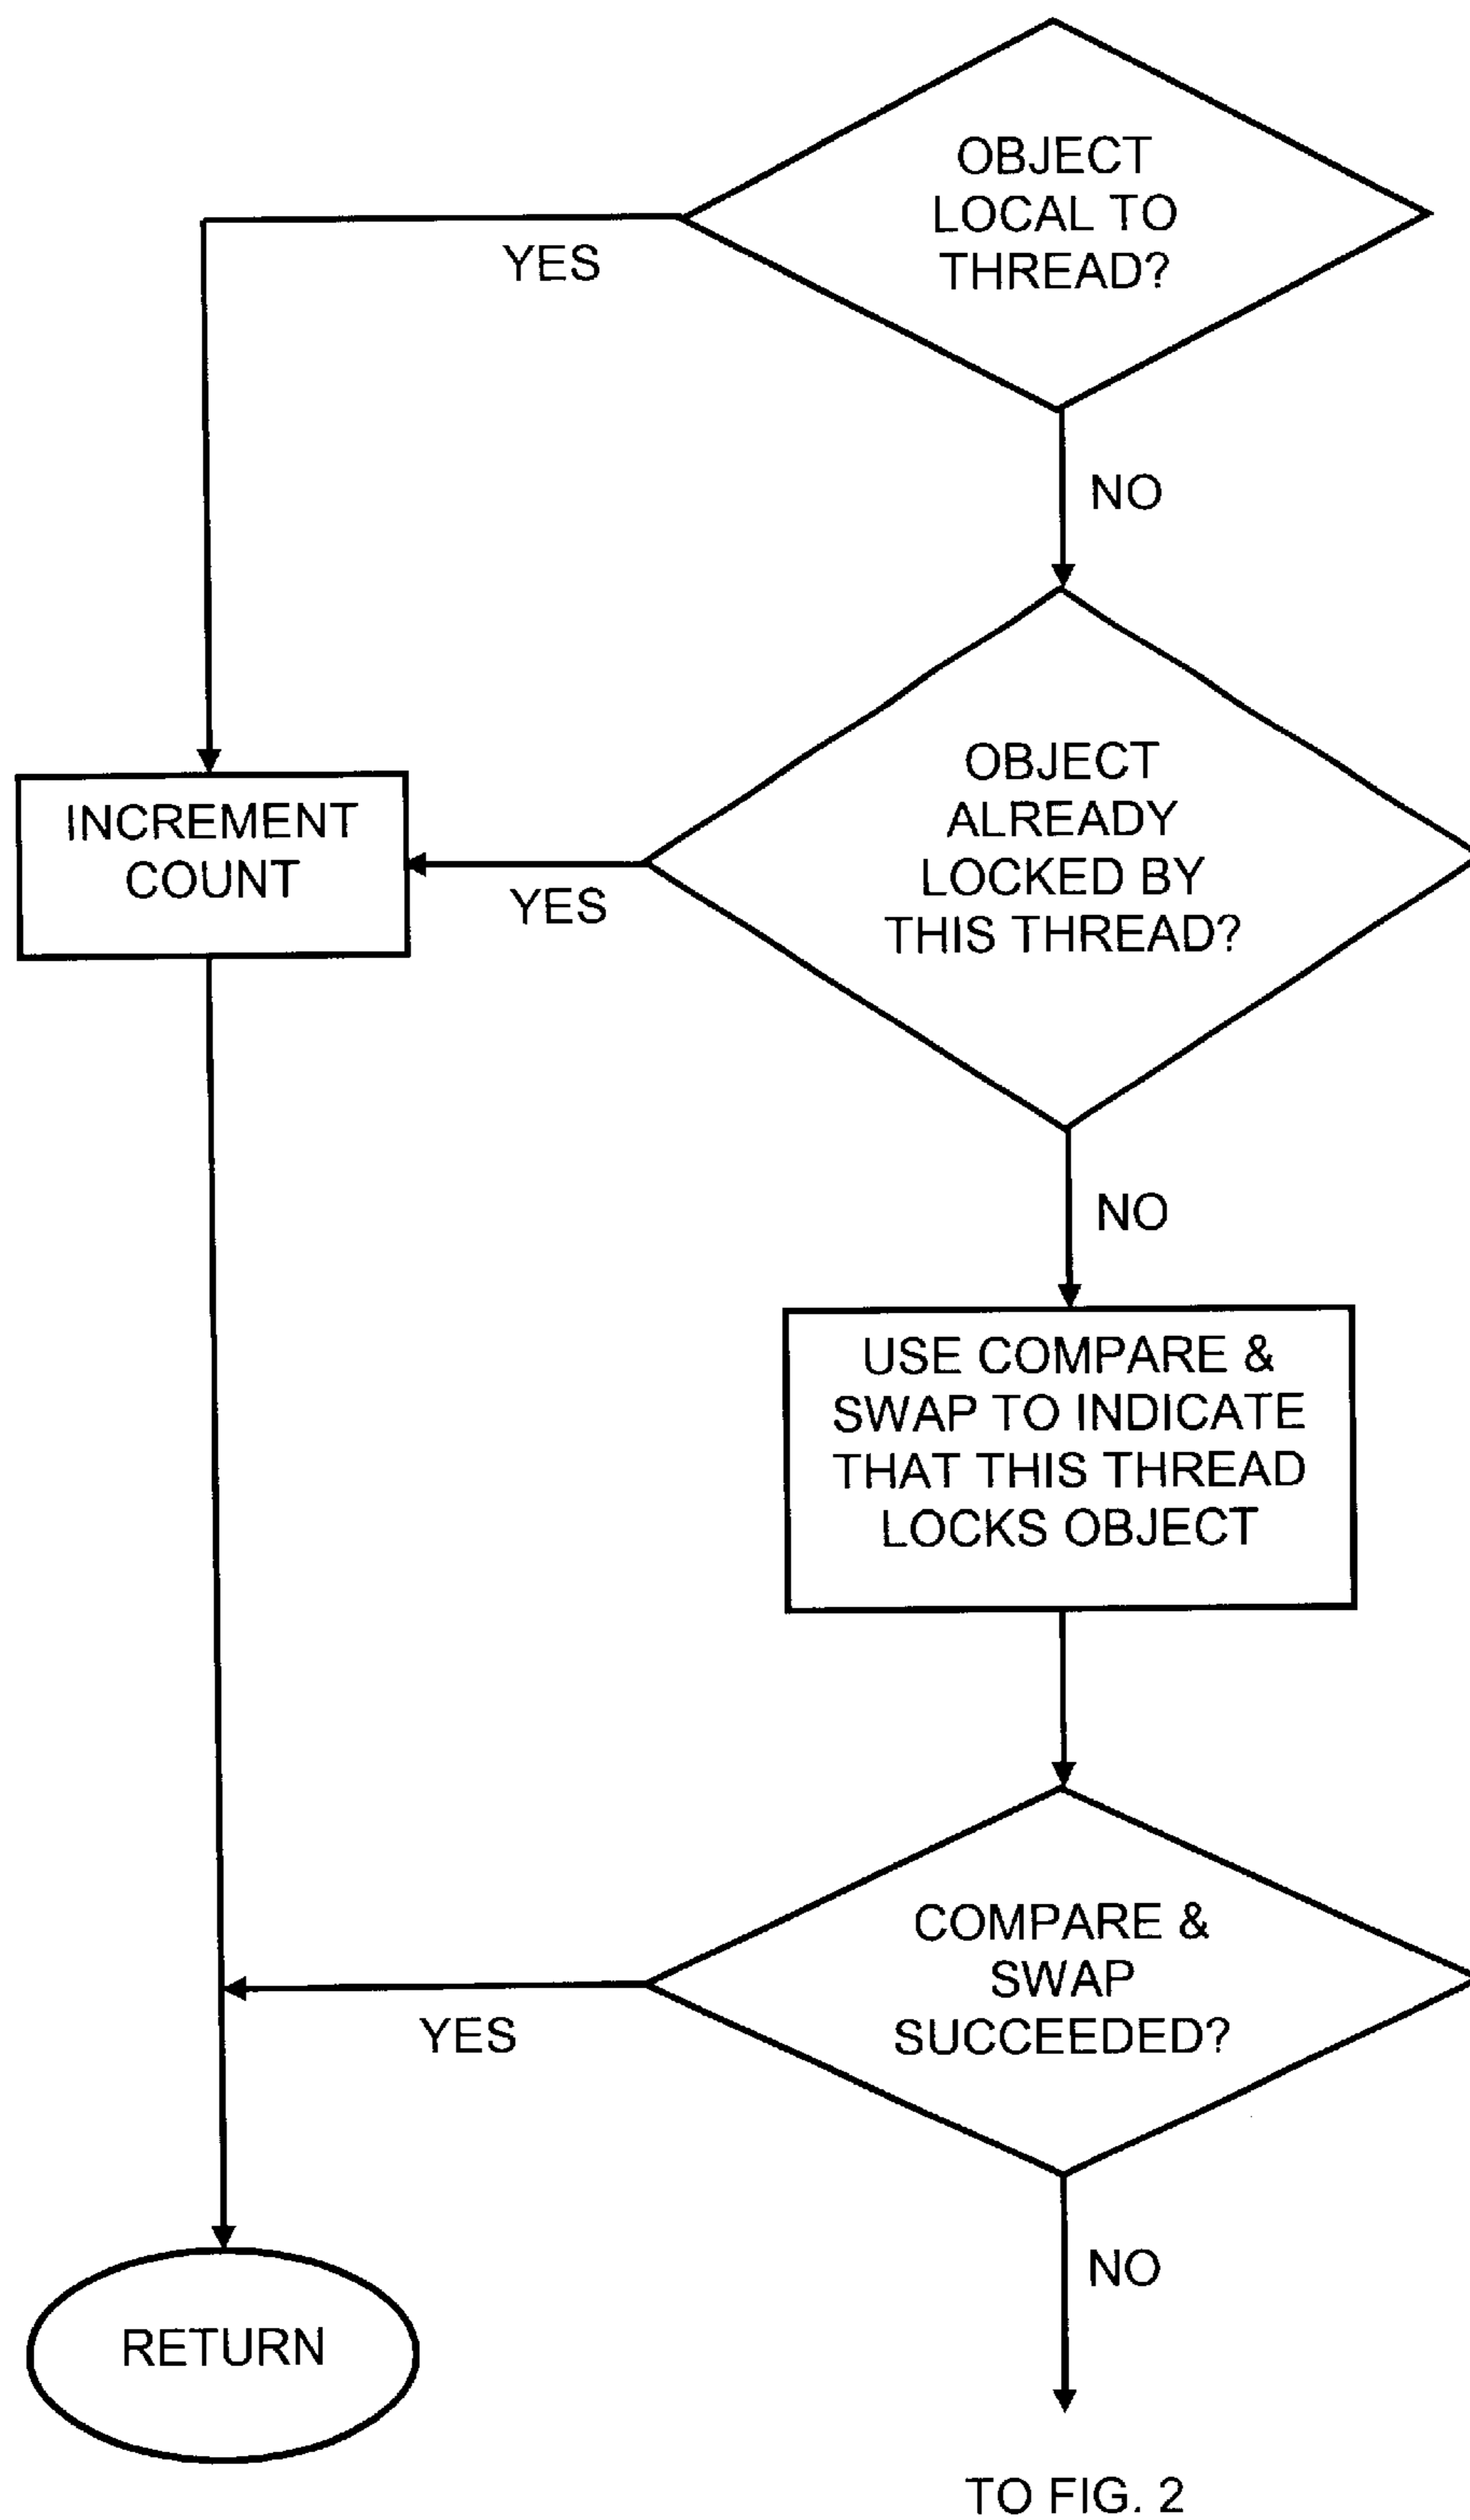 OBJECT
LOCAL TO
THREAD?
YES
NO
OBJECT
ALREADY
LOCKED BY
THIS THREAD?
INCREMENT
COUNT
YES
NO
USE COMPARE &
SWAP TO INDICATE
THAT THIS THREAD
LOCKS OBJECT
COMPARE &
SWAP
SUCCEEDED?
YES
NO
RETURN
TO FIG. 2